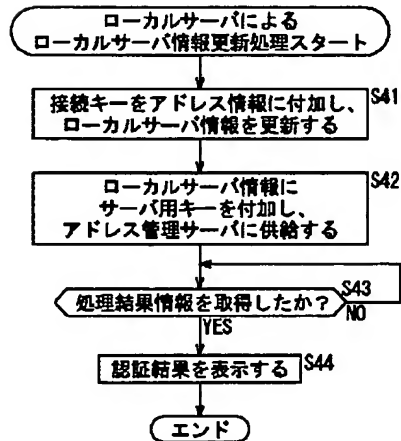 ローカルサーバによる
ローカルサーバ情報更新処理スタート
S41
接続キーをアドレス情報に付加し、
ローカルサーバ情報を更新する
S42
ローカルサーバ情報に
サーバ用キーを付加し、
アドレス管理サーバに供給する
S43
処理結果情報を取得したか?
NO
YES
認証結果を表示する
S44
エンド